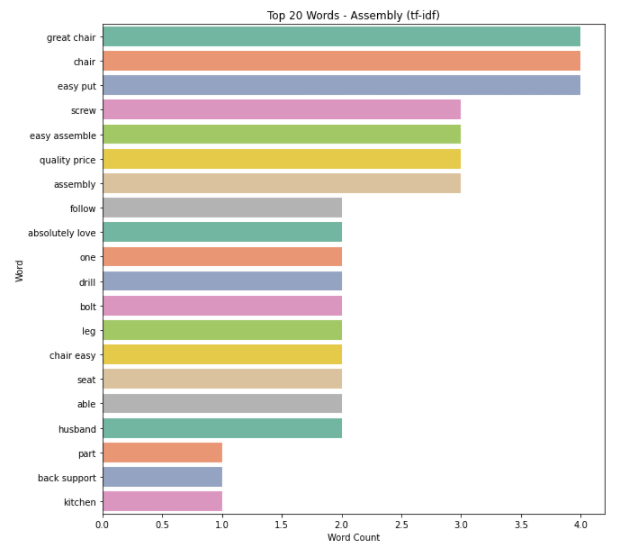 Top 20 Words - Assembly (tf-idf)
great chair
chair
easy put
screw
easy assemble
quality price
assembly
follow
absolutely love
one
drill
bolt
leg
chair easy
seat
able
husband
part
back support
kitchen
Word
0.0 0.5 1.0 1.5 2.0 2.5 3.0 3.5 4.0
Word Count